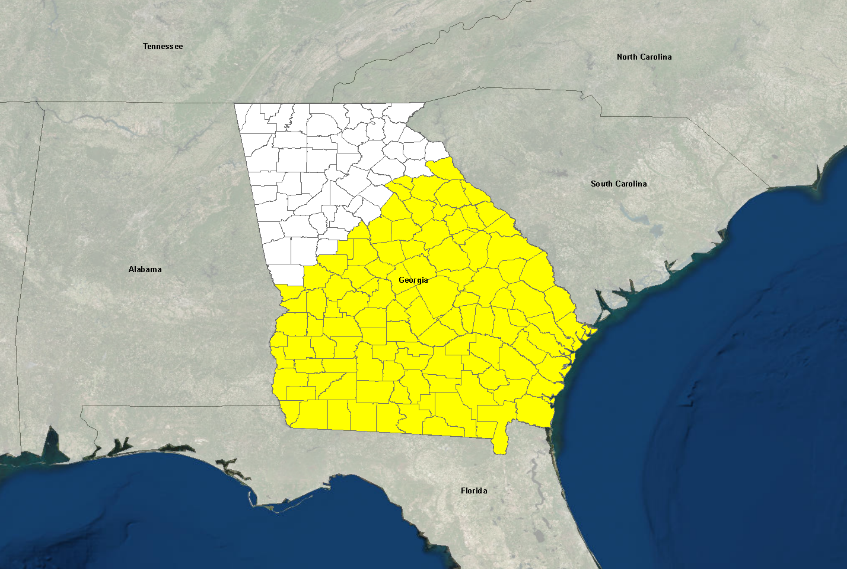 Tennessee
North Carolina
South Carolina
Alabama
Georgia
Florida